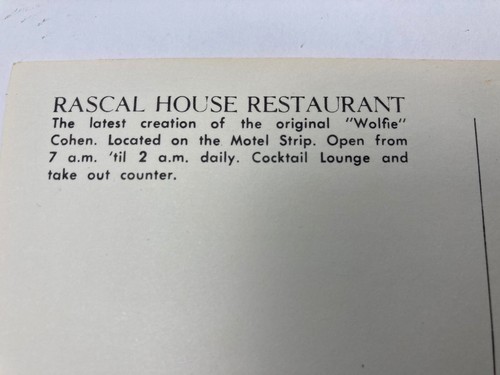 RASCAL HOUSE RESTAURANT
The latest creation of the original "Wolfie"
Cohen. Located on the Motel Strip. Open from
7 a.m. 'til 2 a.m. daily. Cocktail Lounge and
take out counter.